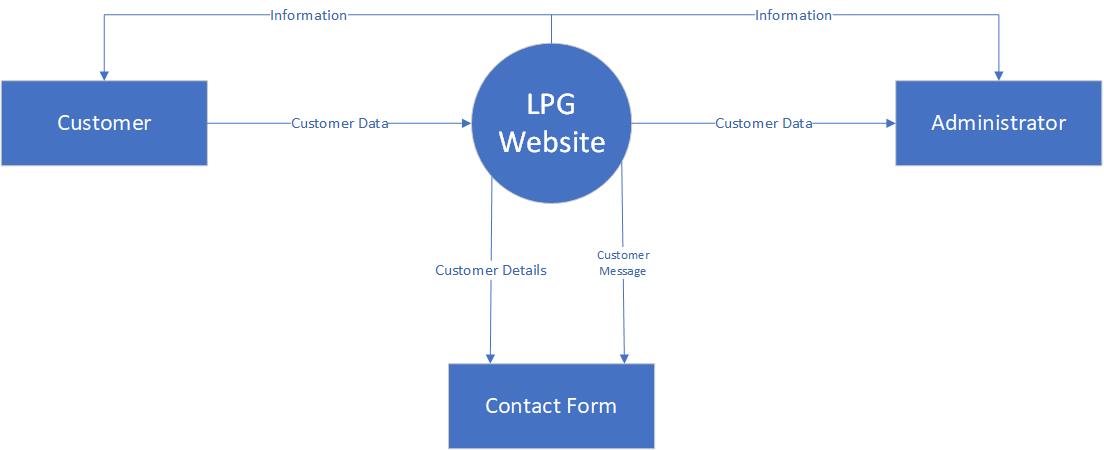 Information
Information
Customer
Customer Data
LPG
Website
Customer Data
Administrator
Customer Details
Customer
Message
Contact Form